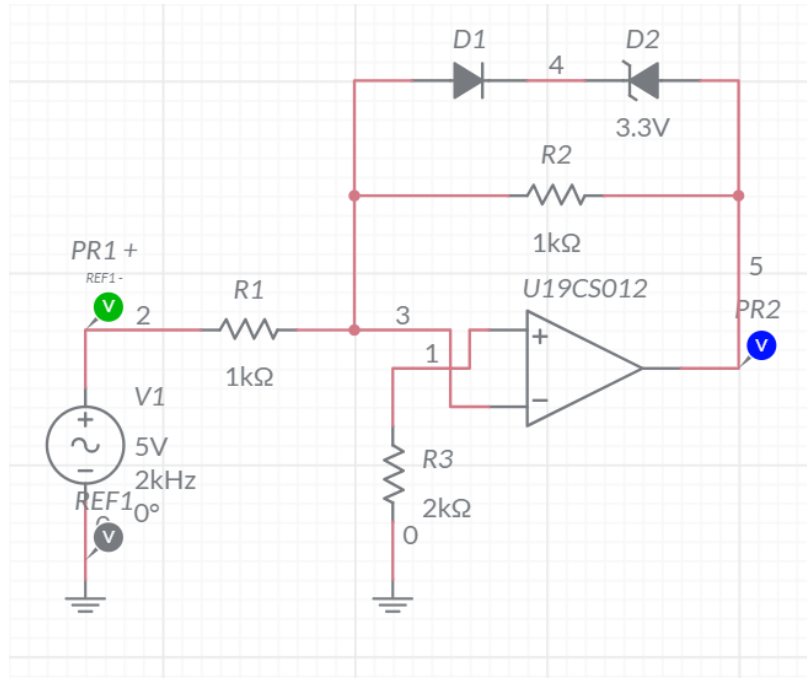 D1
4
D2
3.3V
R2
1kΩ
5
PR1 +
REF1 -
V
2
R1
1kΩ
3
U19CS012
PR2
V
1
+
−
V1
+
−
5V
2kHz
0°
REF1
V
R3
2kΩ
0